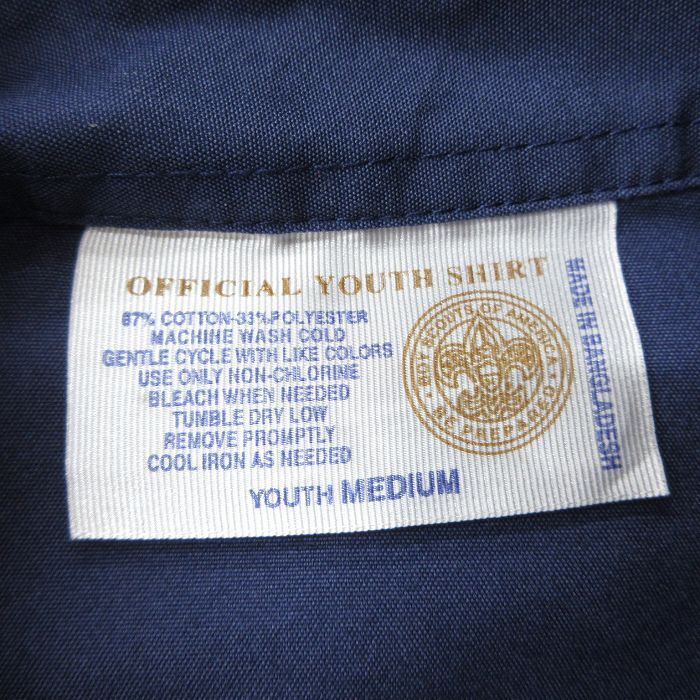 OFFICIAL YOUTH SHIRT
67% COTTON-33%POLYESTER
MACHINE WASH COLD
GENTLE CYCLE WITH LIKE COLORS
USE ONLY NON-CHLORINE
BLEACH WHEN NEEDED
TUMBLE DRY LOW
REMOVE PROMPTLY
COOL IRON AS NEEDED
YOUTH MEDIUM
BOY SCOUTS OF AMERICA
BE PREPARED
MADE IN BANGLADESH